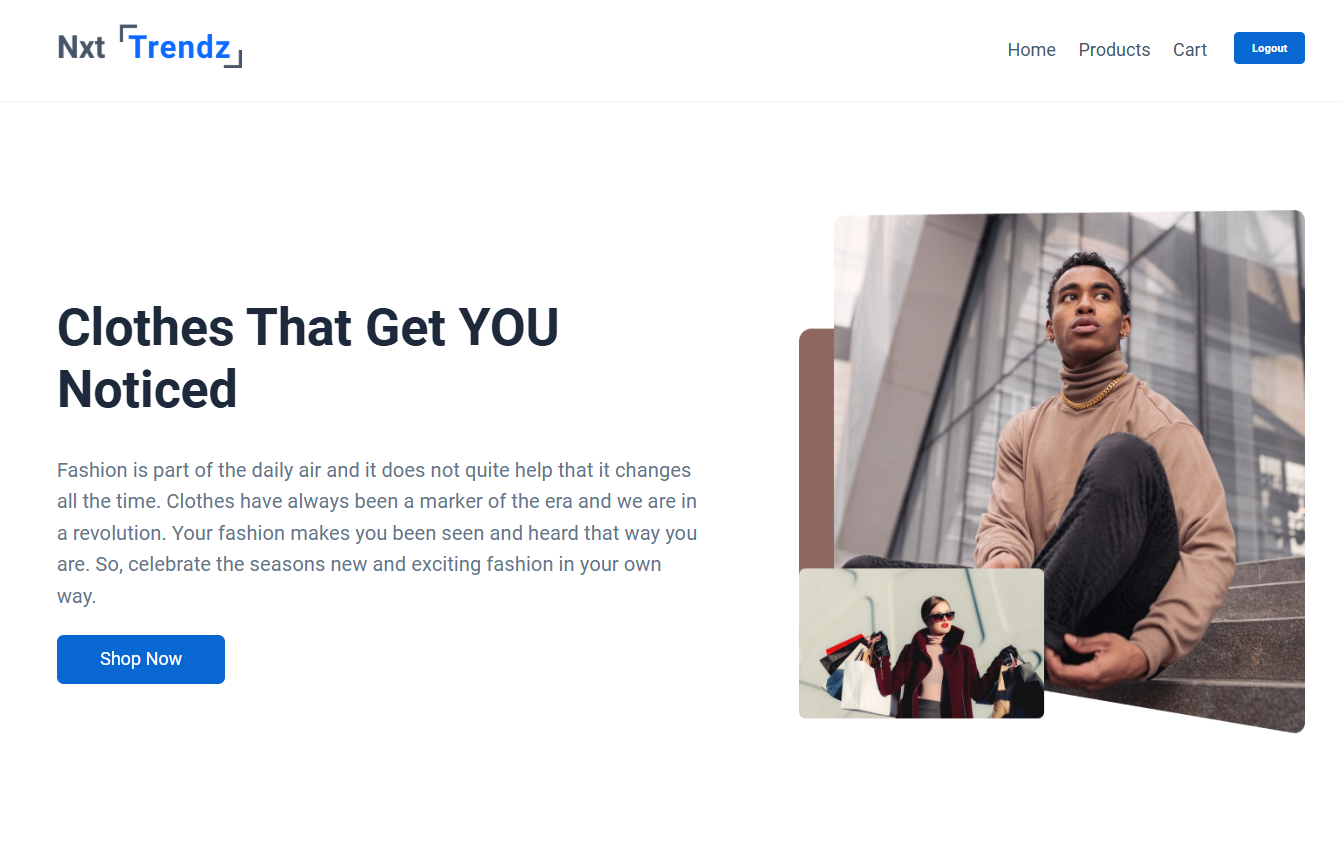 Nxt Trendz
Home Products Cart Logout
Clothes That Get YOU
Noticed
Fashion is part of the daily air and it does not quite help that it changes
all the time. Clothes have always been a marker of the era and we are in
a revolution. Your fashion makes you been seen and heard that way you
are. So, celebrate the seasons new and exciting fashion in your own
way.
Shop Now